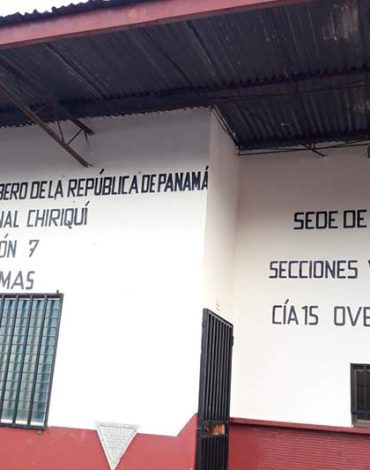 BERO DE LA REPÚBLICA DE PANAMÁ
NAL CHIRIQUÍ
ÓN 7
MAS
SEDE DE
SECCIONES
CÍA 15 OVE